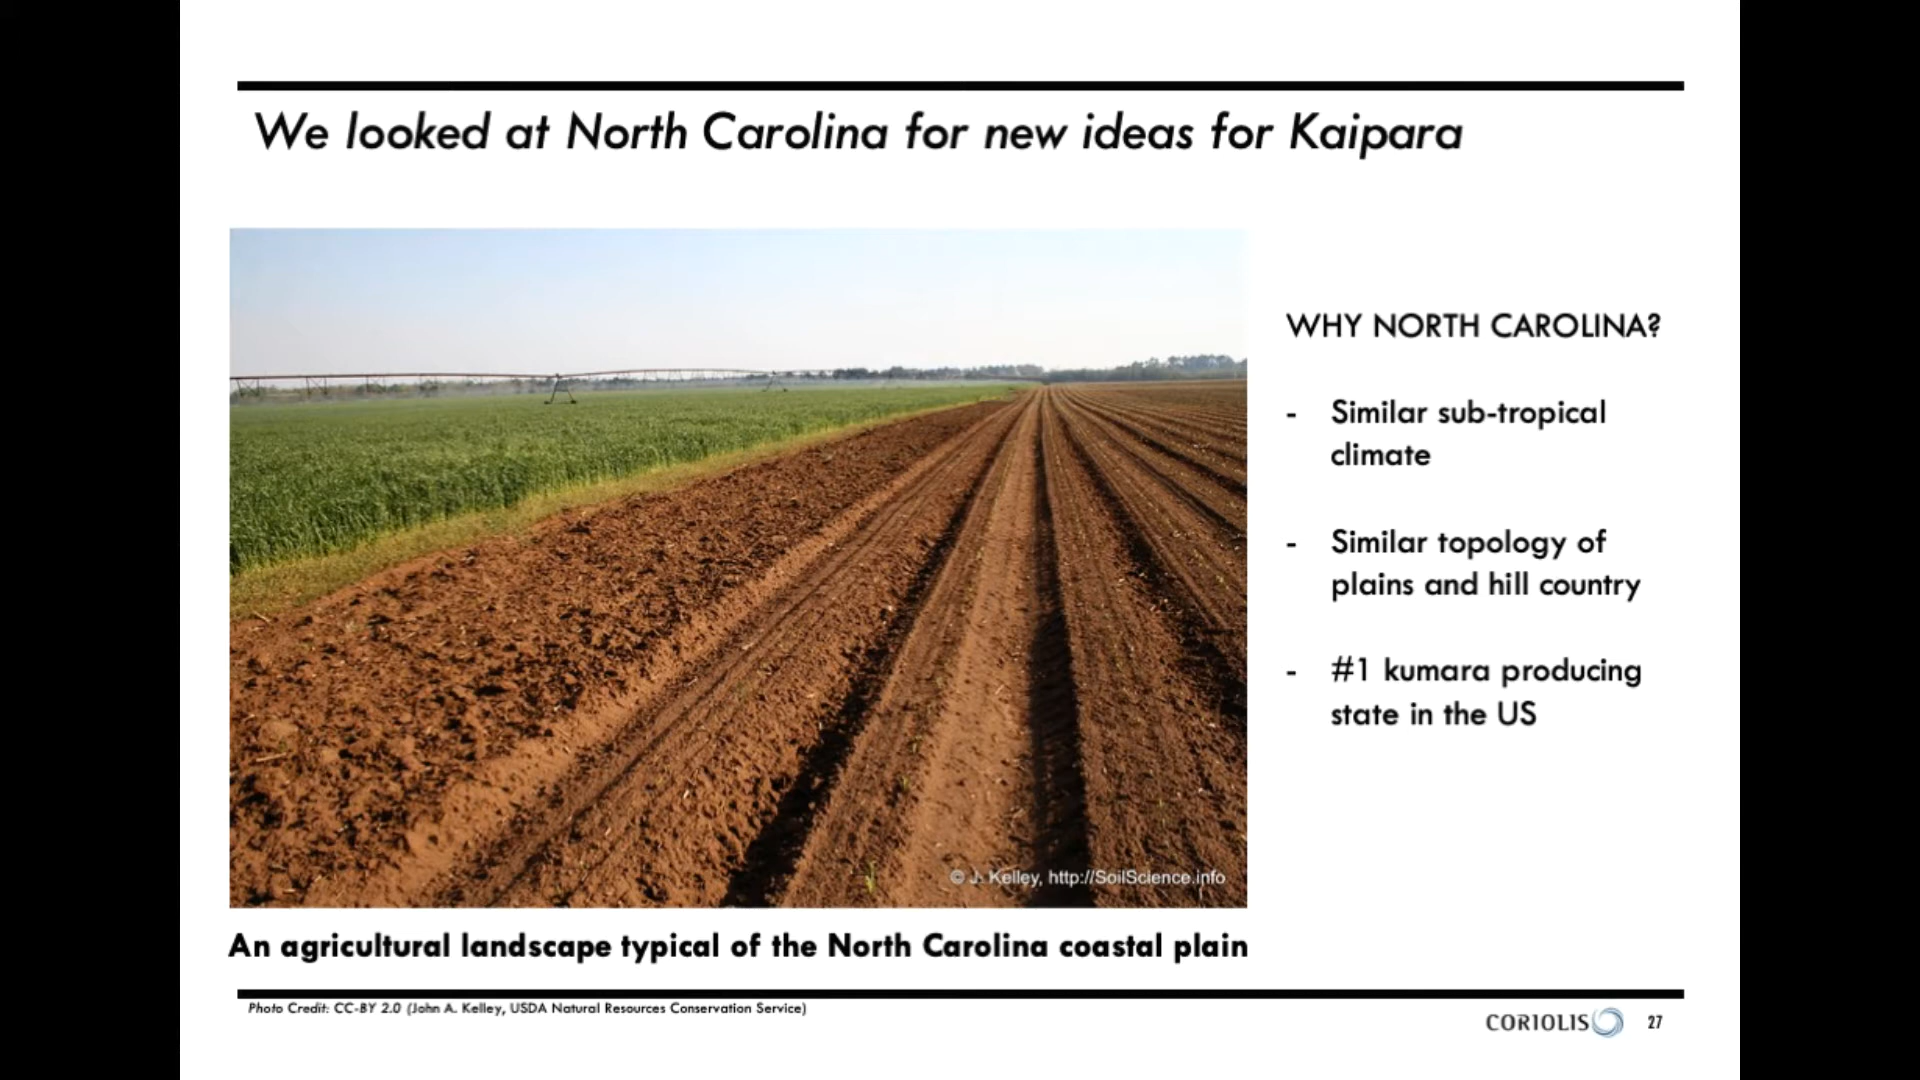 We looked at North Carolina for new ideas for Kaipara
WHY NORTH CAROLINA?
- Similar sub-tropical
climate
- Similar topology of
plains and hill country
- #1 kumara producing
state in the US
© J. Kelley, http://SoilScience.info
An agricultural landscape typical of the North Carolina coastal plain
Photo Credit: CC-BY 2.0 (John A. Kelley, USDA Natural Resources Conservation Service)
CORIOLIS 27